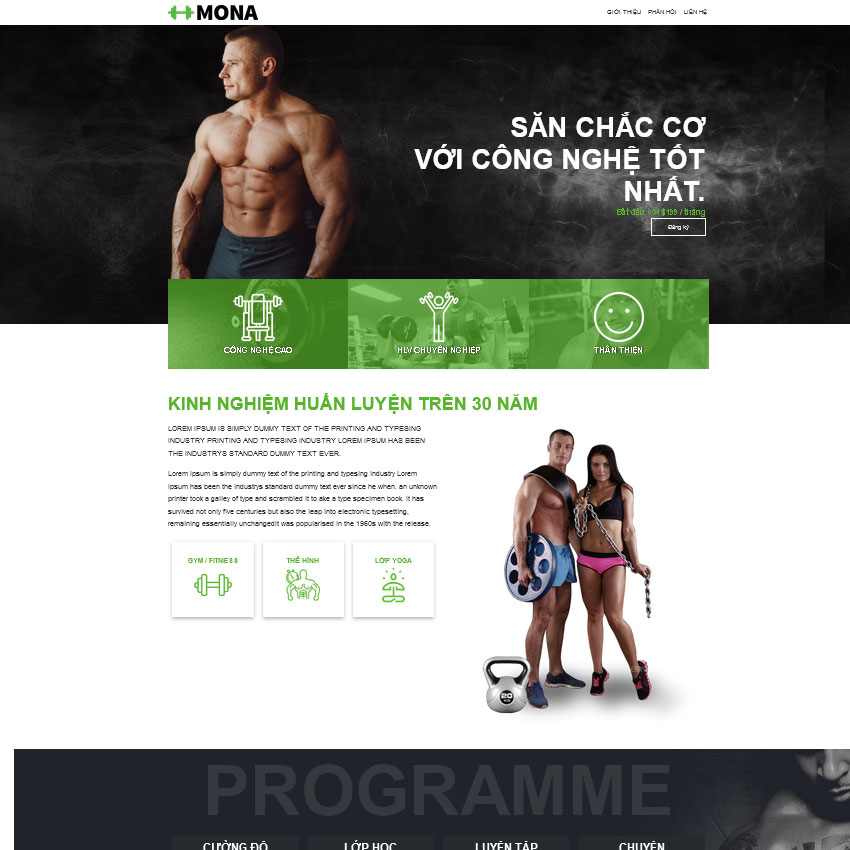 MONA
GIỚI THIỆU PHẢN HỒI LIÊN HỆ
SĂN CHẮC CƠ
VỚI CÔNG NGHỆ TỐT
NHẤT.
Bắt đầu với $199 / tháng
Đăng ký
CÔNG NGHỆ CAO
HLV CHUYÊN NGHIỆP
THÂN THIỆN
KINH NGHIỆM HUẤN LUYỆN TRÊN 30 NĂM
LOREM IPSUM IS SIMPLY DUMMY TEXT OF THE PRINTING AND TYPESING
INDUSTRY PRINTING AND TYPESING INDUSTRY LOREM IPSUM HAS BEEN
THE INDUSTRYS STANDARD DUMMY TEXT EVER.
Lorem Ipsum is simply dummy text of the printing and typesing industry Lorem
Ipsum has been the industrys standard dummy text ever since he when. an unknown
printer took a galley of type and scrambled it to ake a type specimen book. It has
survived not only five centuries but also the leap into electronic typesetting,
remaining essentially unchangedit was popularised in the 1960s with the release.
GYM / FITNESS
THỂ HÌNH
LỚP YOGA
20
KG
PROGRAMME
CƯỜNG ĐỘ
LỚP HỌC
LUYỆN TẬP
CHUYÊN